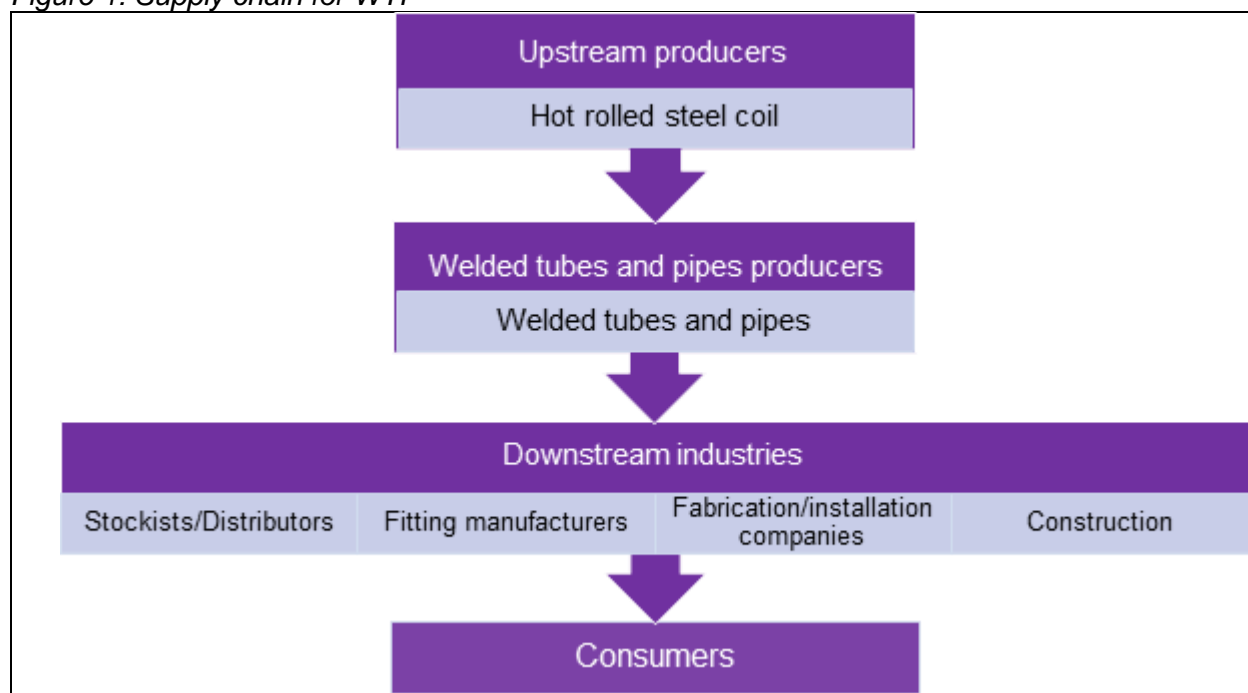 Upstream producers
Hot rolled steel coil
Welded tubes and pipes producers
Welded tubes and pipes
Downstream industries
Stockists/Distributors
Fitting manufacturers
Fabrication/installation
companies
Construction
Consumers